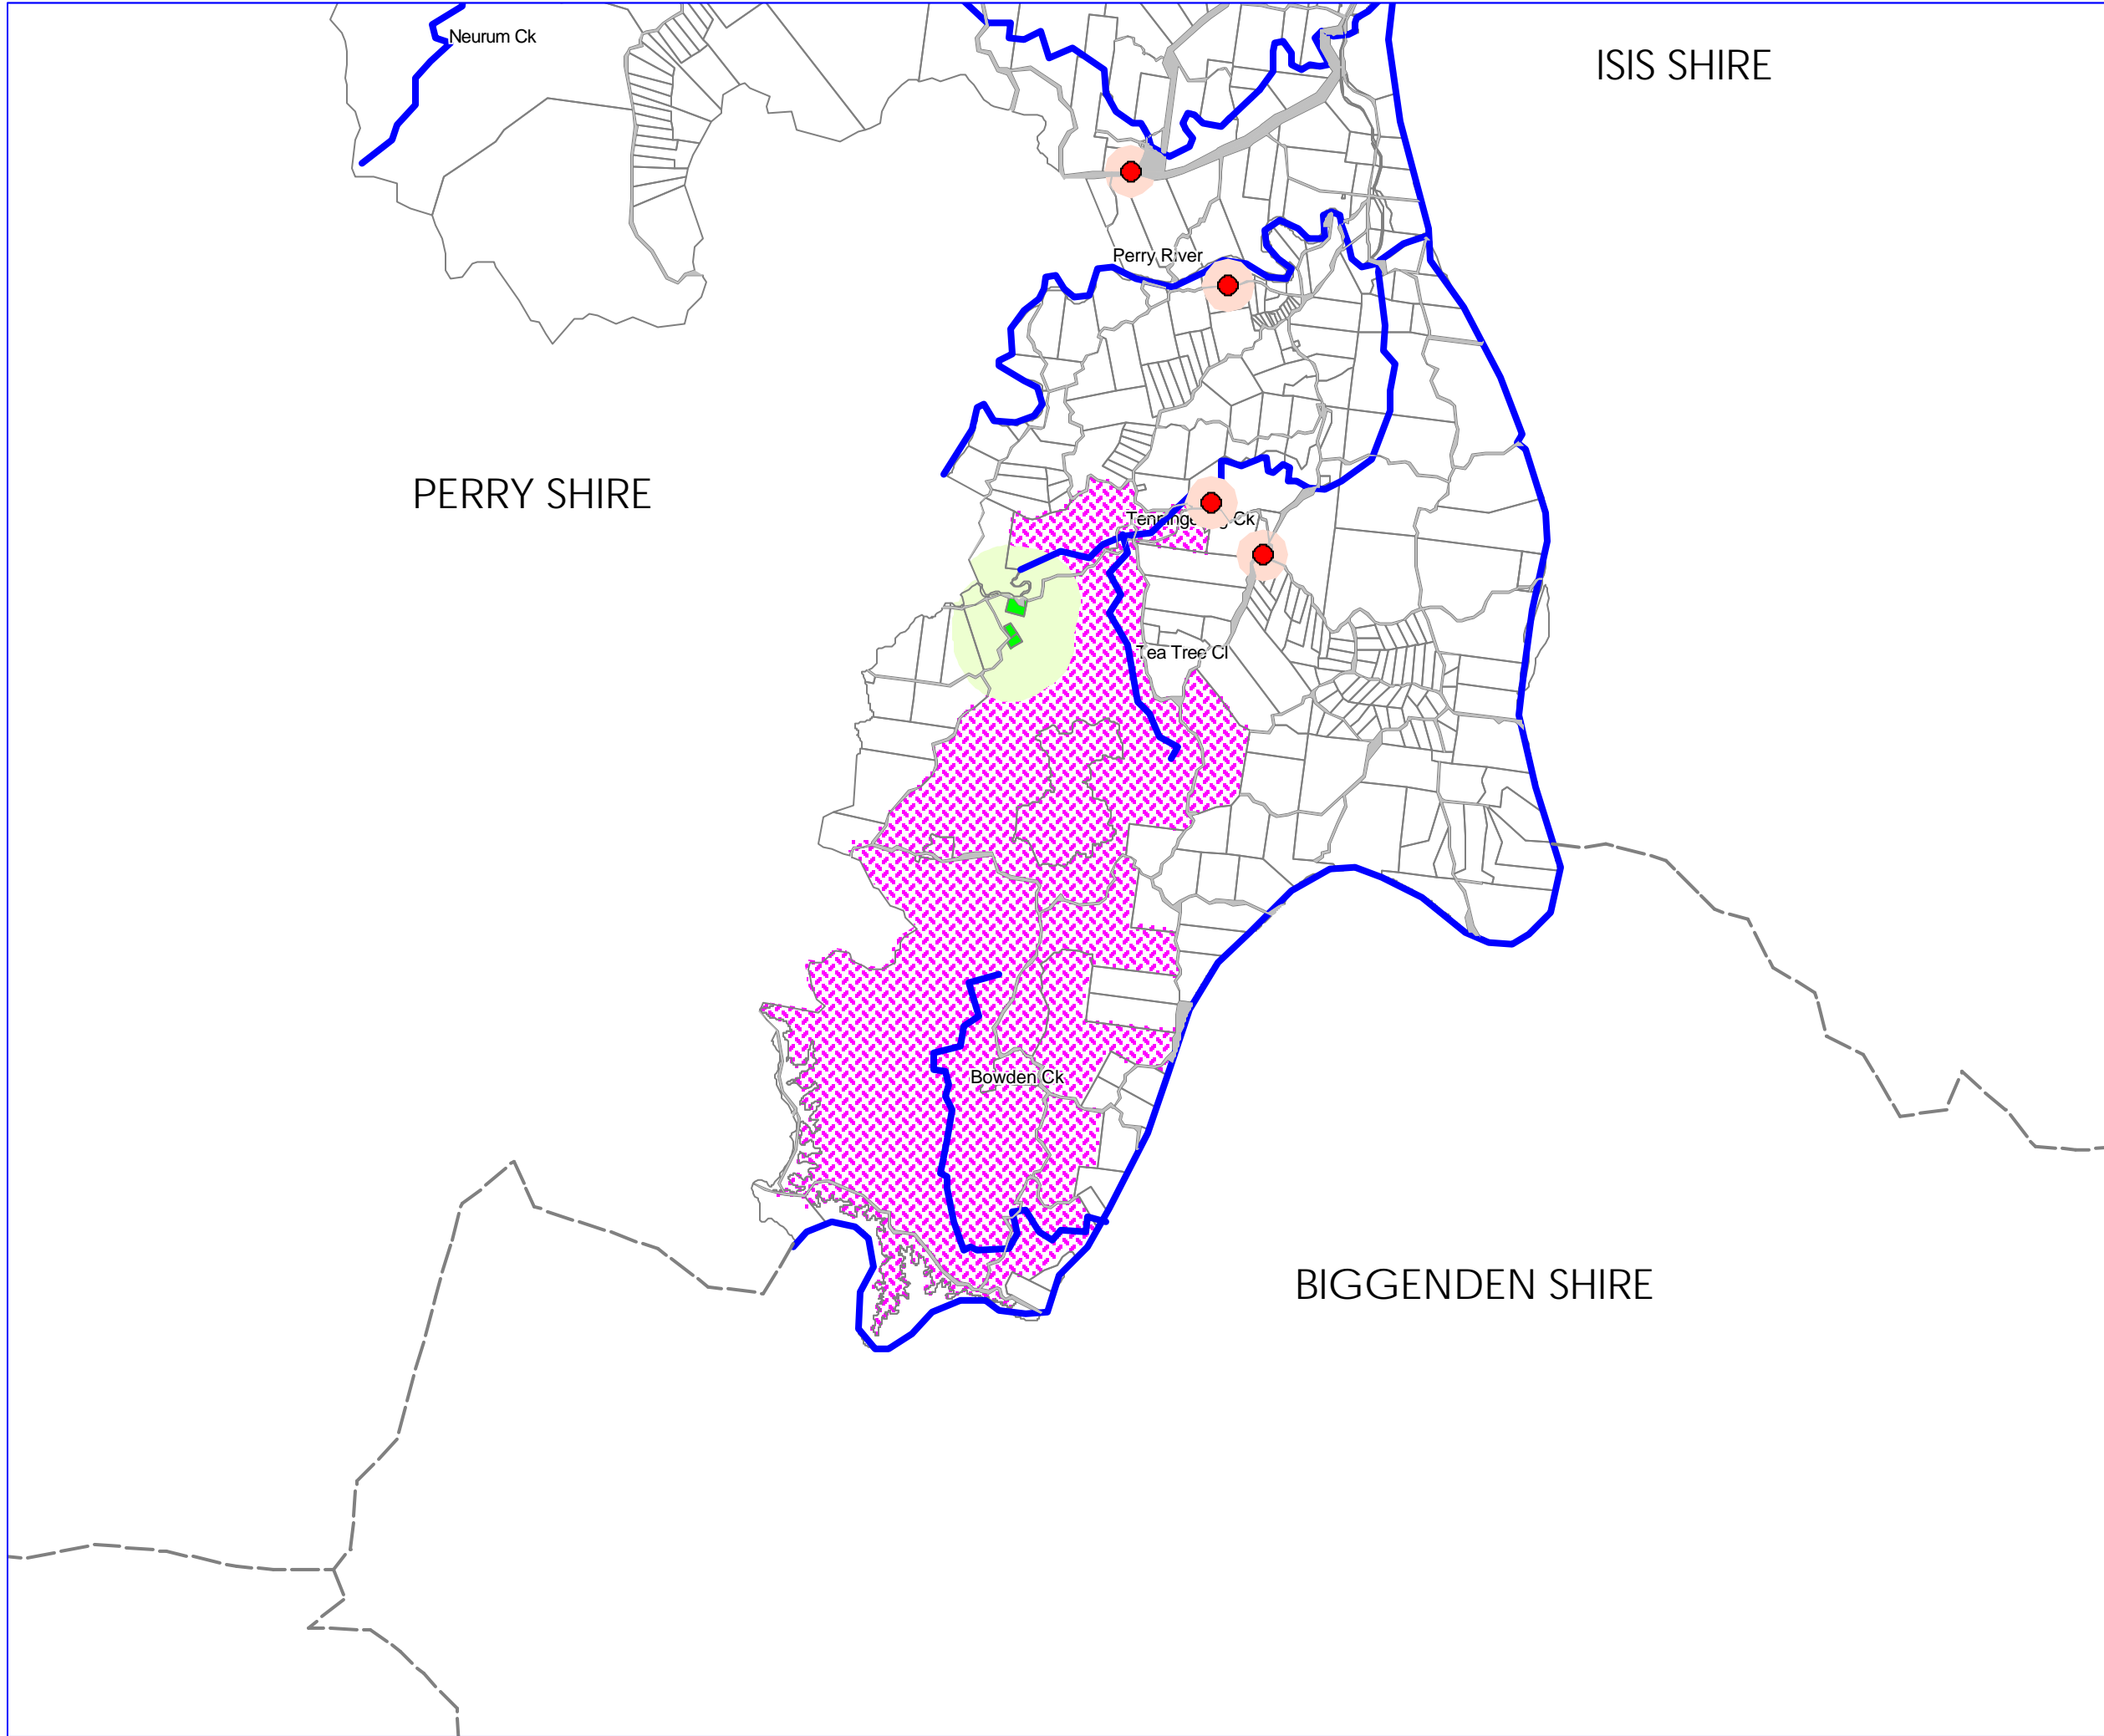 Neurum Ck
ISIS SHIRE
Perry River
PERRY SHIRE
Ck
Tea Tree Cl
Bowden Ck
BIGGENDEN SHIRE